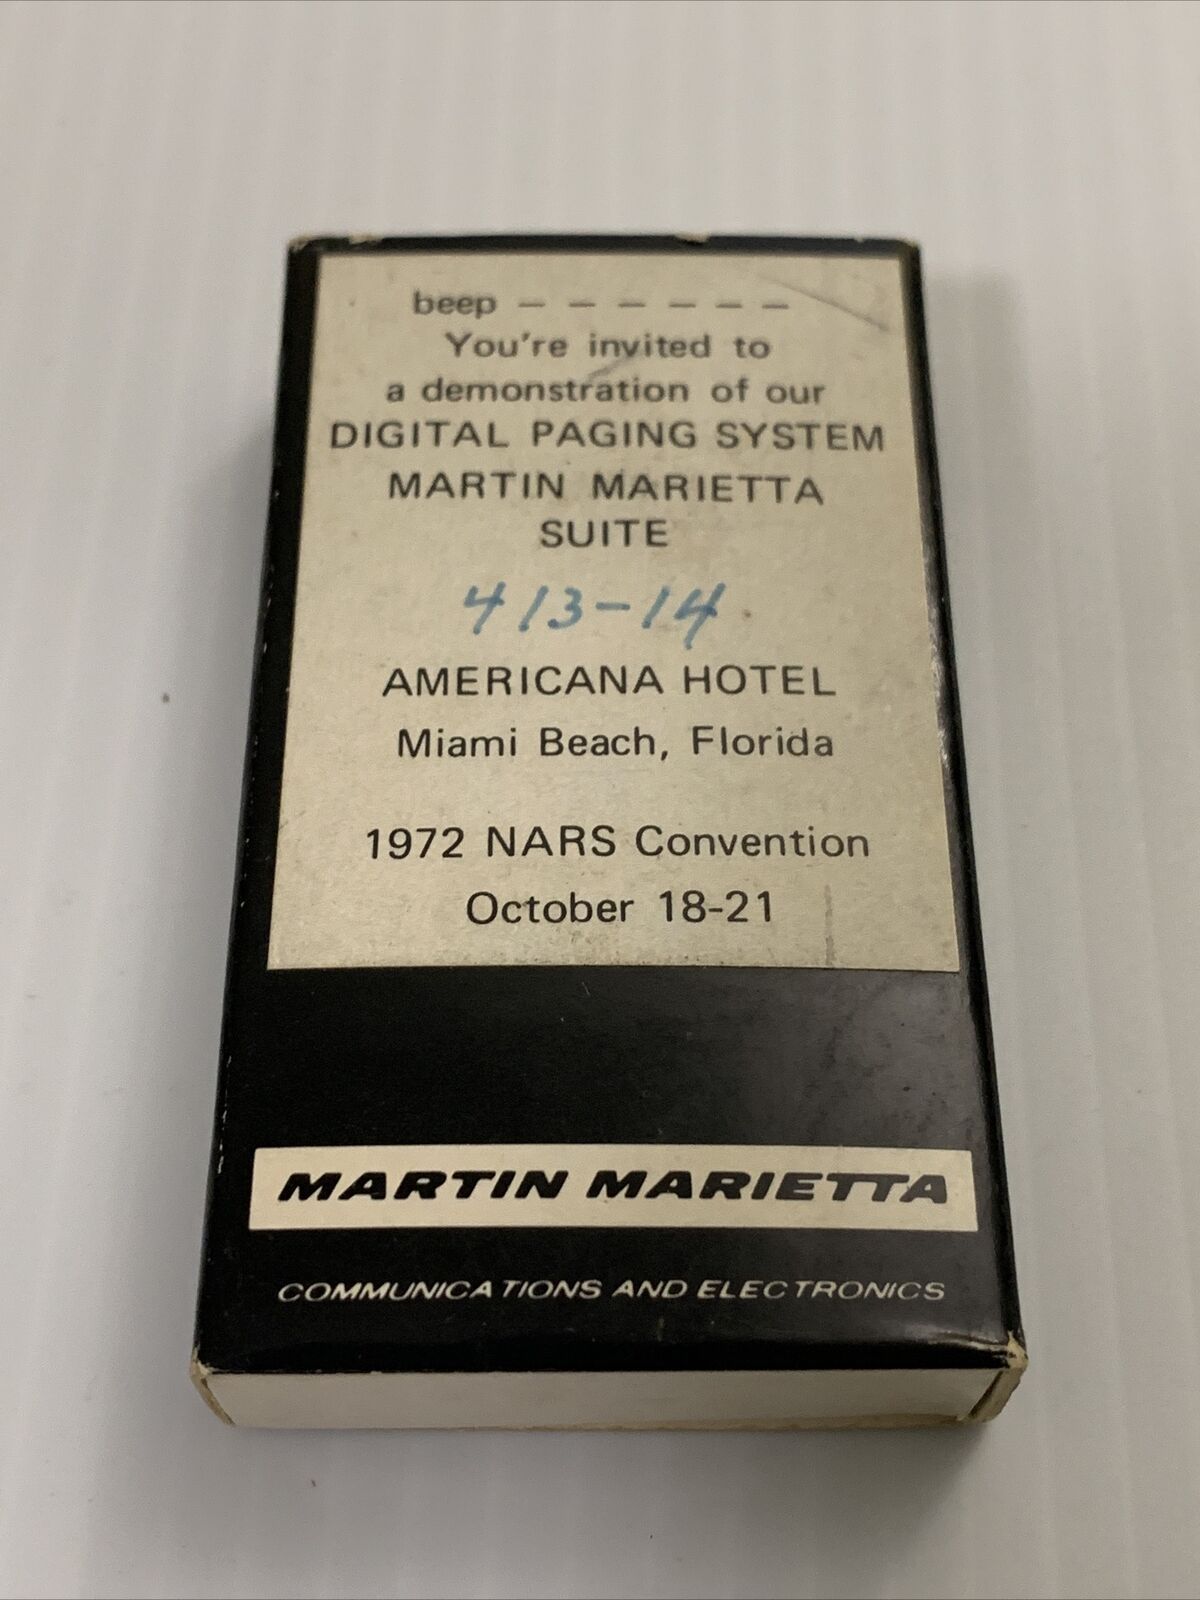 beep – – – – – –
You're invited to
a demonstration of our
DIGITAL PAGING SYSTEM
MARTIN MARIETTA
SUITE
413-14
AMERICANA HOTEL
Miami Beach, Florida
1972 NARS Convention
October 18-21
MARTIN MARIETTA
COMMUNICATIONS AND ELECTRONICS